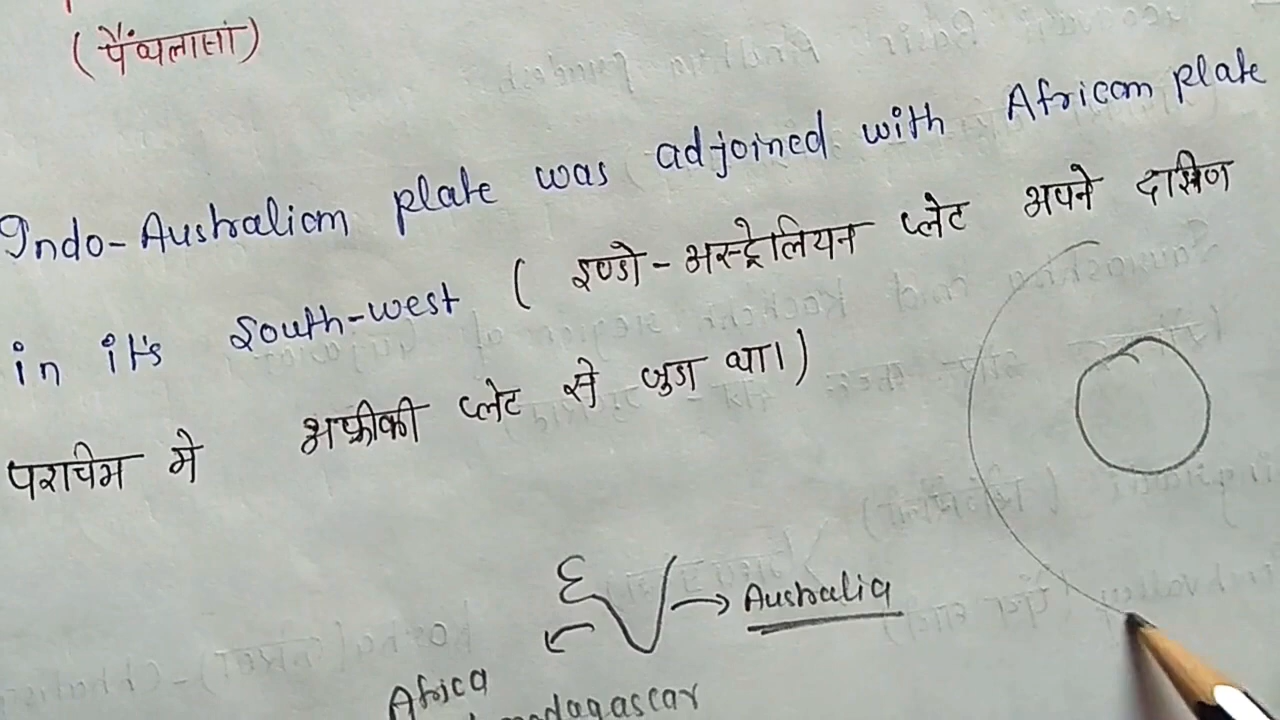 (पैंथलासा)
Indo-Australian plate was adjoined with African plate
in it's south-west (इण्डो-अस्ट्रेलियन प्लेट अपने दक्षिण
पश्चिम मे अफ्रीकी प्लेट से जुडा था।)
→ Australia
Africa
madagascar